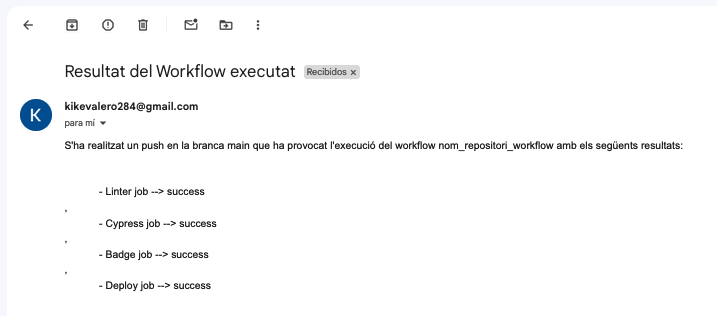 Resultat del Workflow executat Recibidos x
K
kikevalero284@gmail.com
para mí
S'ha realitzat un push en la branca main que ha provocat l'execució del workflow nom_repositori_workflow amb els següents resultats:
- Linter job --> success
,
- Cypress job --> success
,
- Badge job --> success
,
- Deploy job --> success